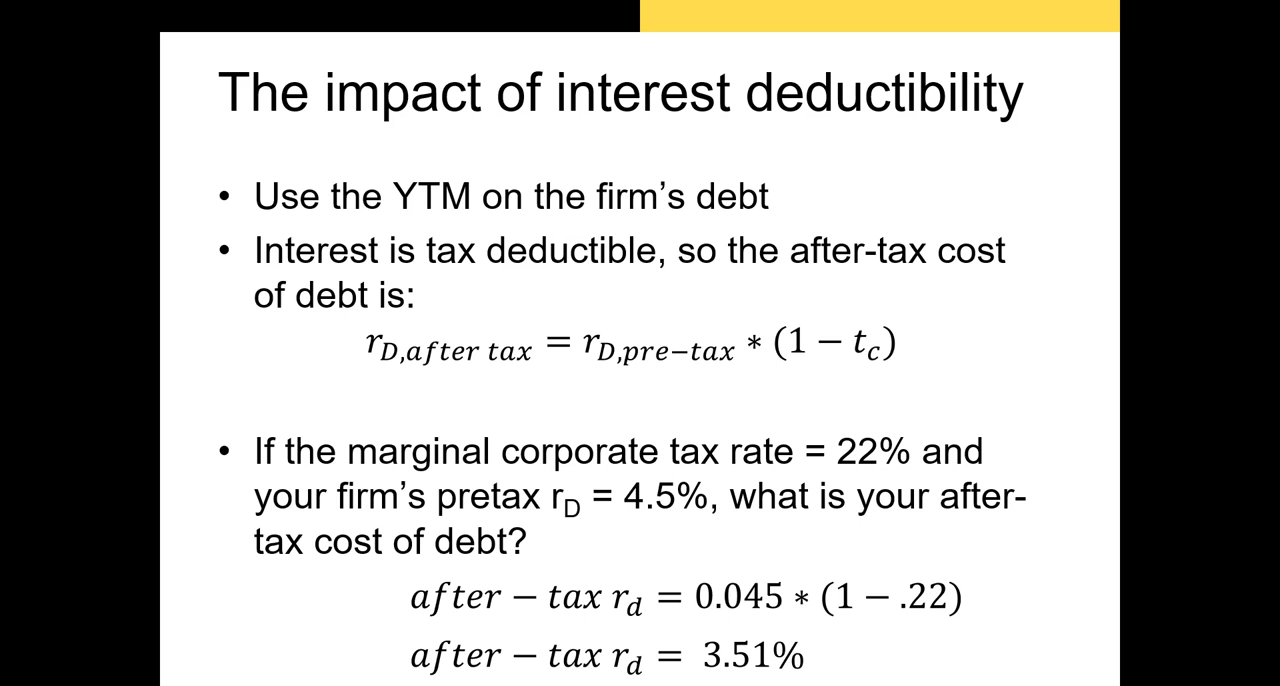 The impact of interest deductibility
• Use the YTM on the firm’s debt
• Interest is tax deductible, so the after-tax cost
of debt is:
r_{D,after tax} = r_{D,pre−tax} * (1 − t_c)
• If the marginal corporate tax rate = 22% and
your firm’s pretax r_D = 4.5%, what is your after-
tax cost of debt?
after − tax r_d = 0.045 * (1 − .22)
after − tax r_d = 3.51%